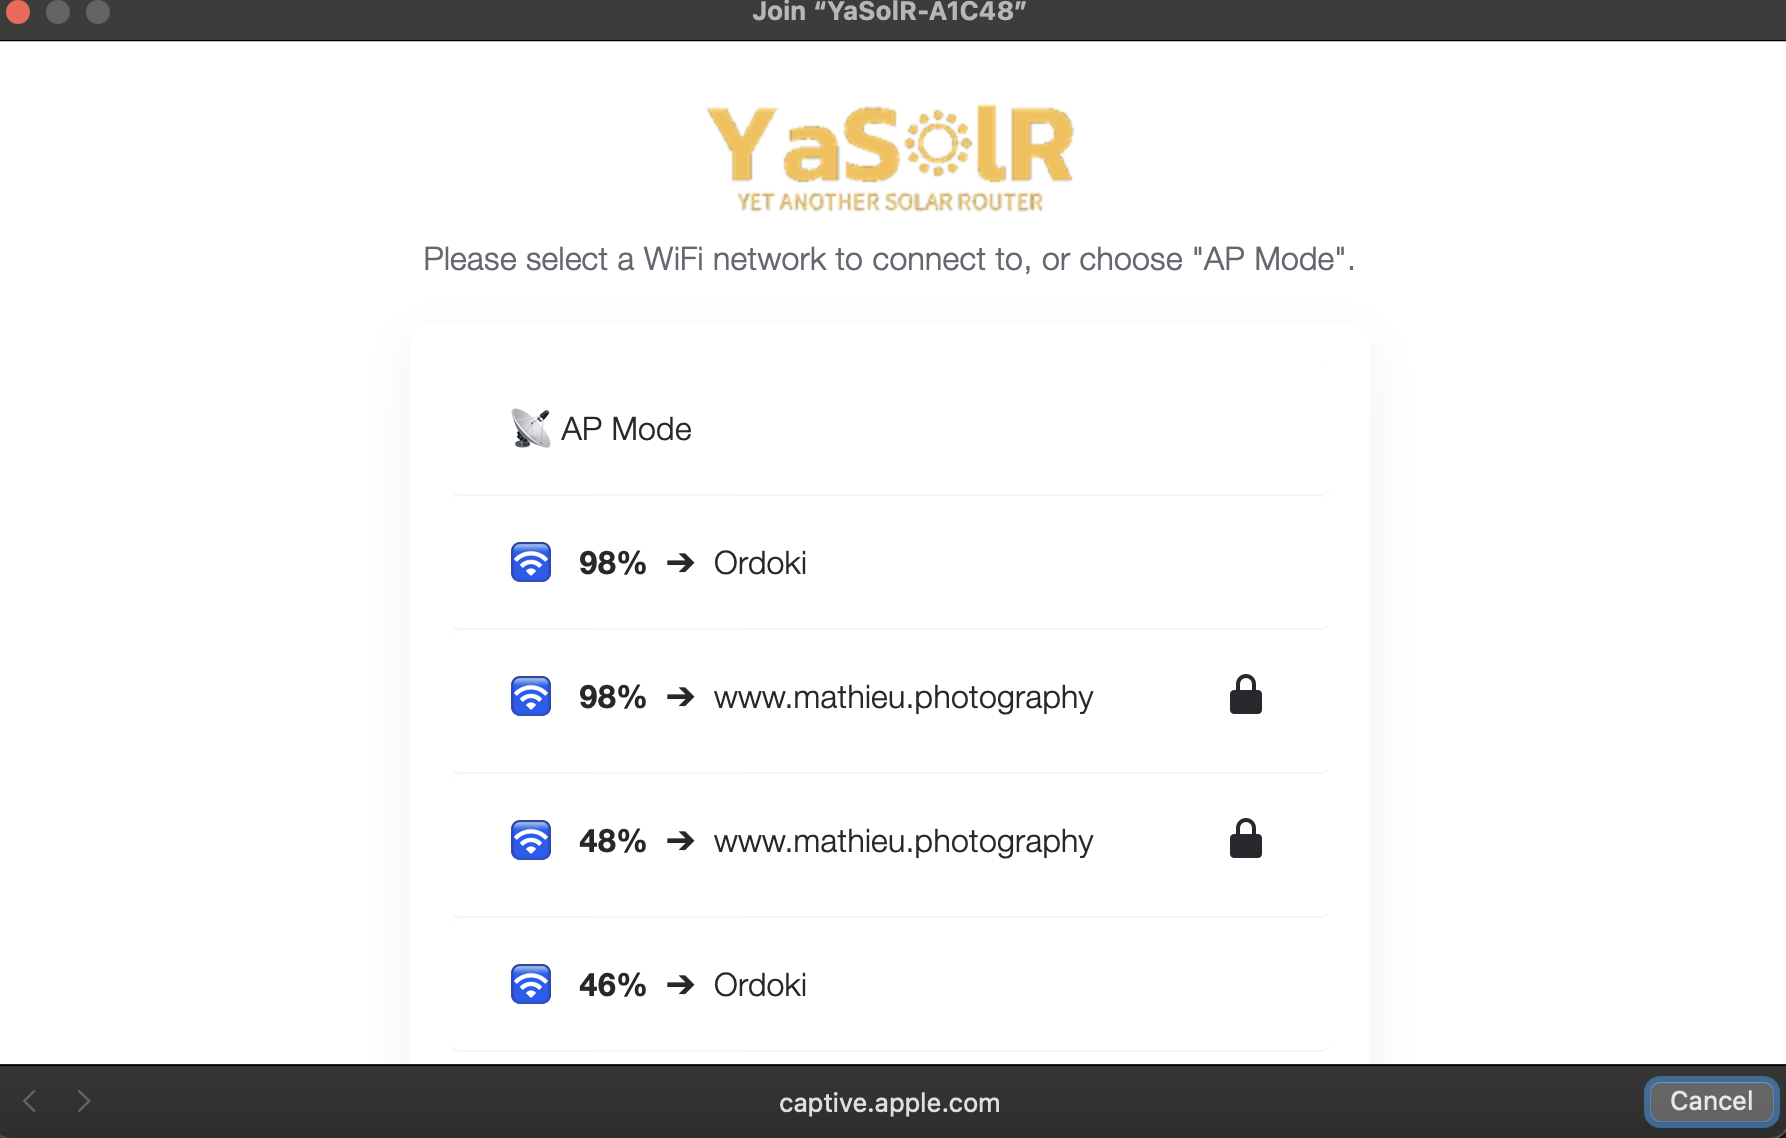 Join “YaSolR-A1C48”
YaSolR
YET ANOTHER SOLAR ROUTER
Please select a WiFi network to connect to, or choose "AP Mode".
AP Mode
98% ➔ Ordoki
98% ➔ www.mathieu.photography
48% ➔ www.mathieu.photography
46% ➔ Ordoki
captive.apple.com
Cancel